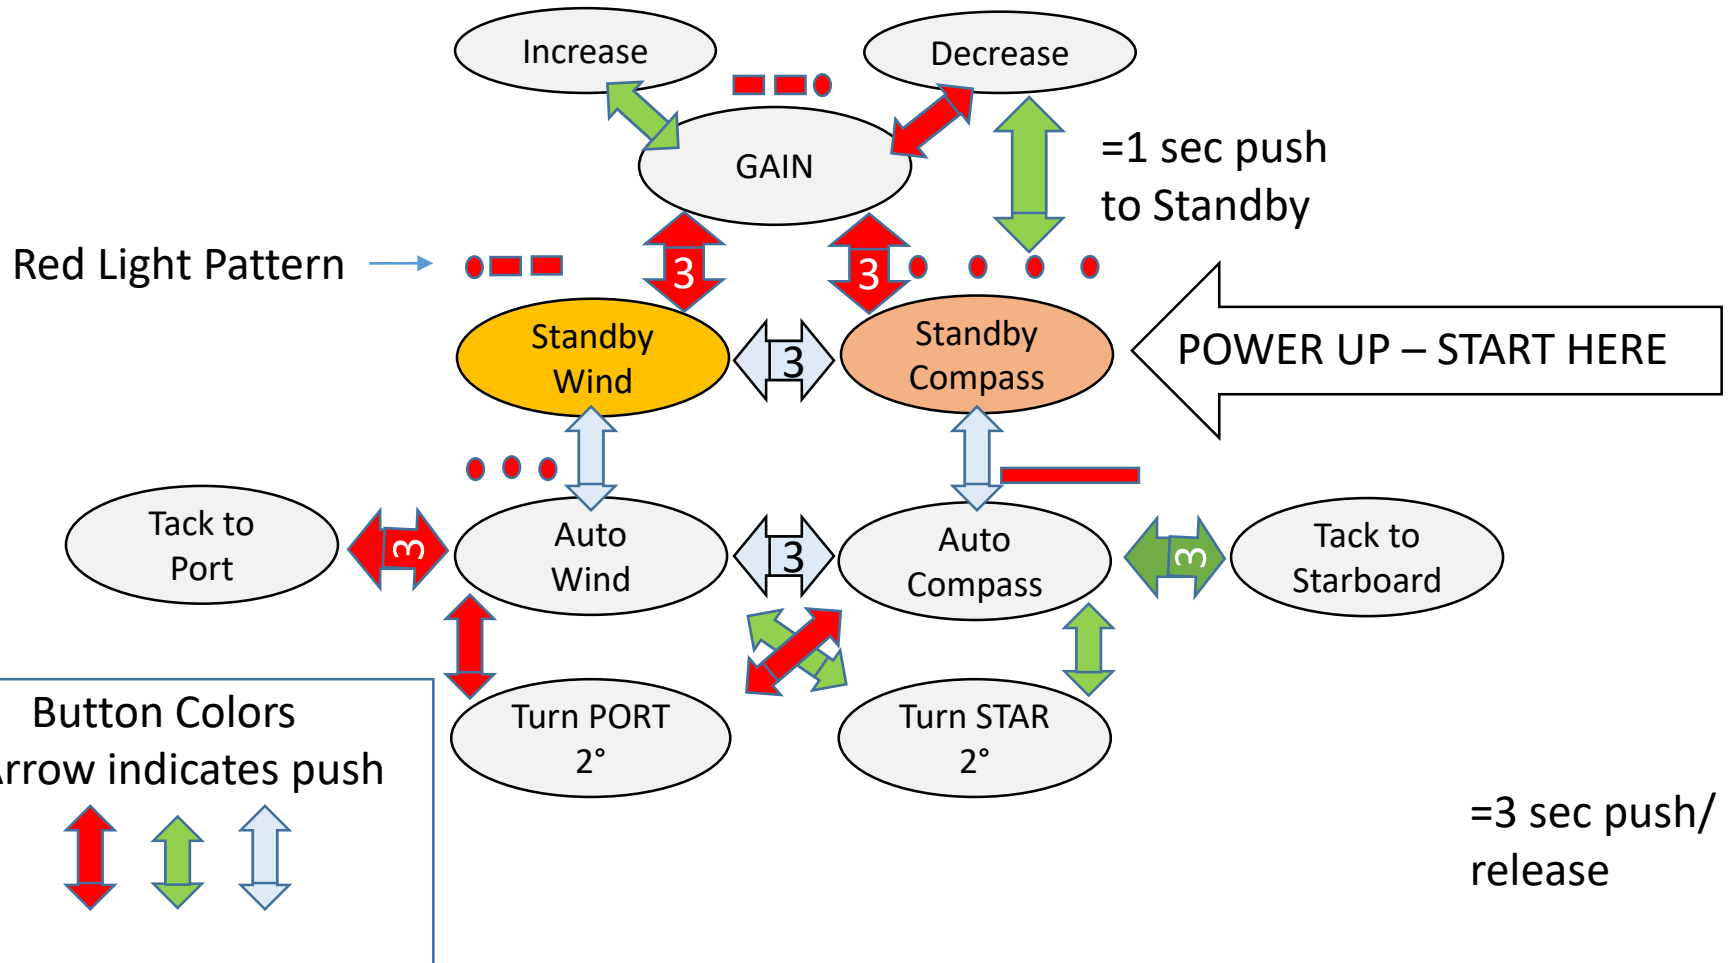 Increase
Decrease
GAIN
=1 sec push
to Standby
Red Light Pattern
3
3
Standby
Wind
3
Standby
Compass
POWER UP – START HERE
Tack to
Port
3
Auto
Wind
3
Auto
Compass
3
Tack to
Starboard
Turn PORT
2°
Turn STAR
2°
Button Colors
Arrow indicates push
=3 sec push/
release